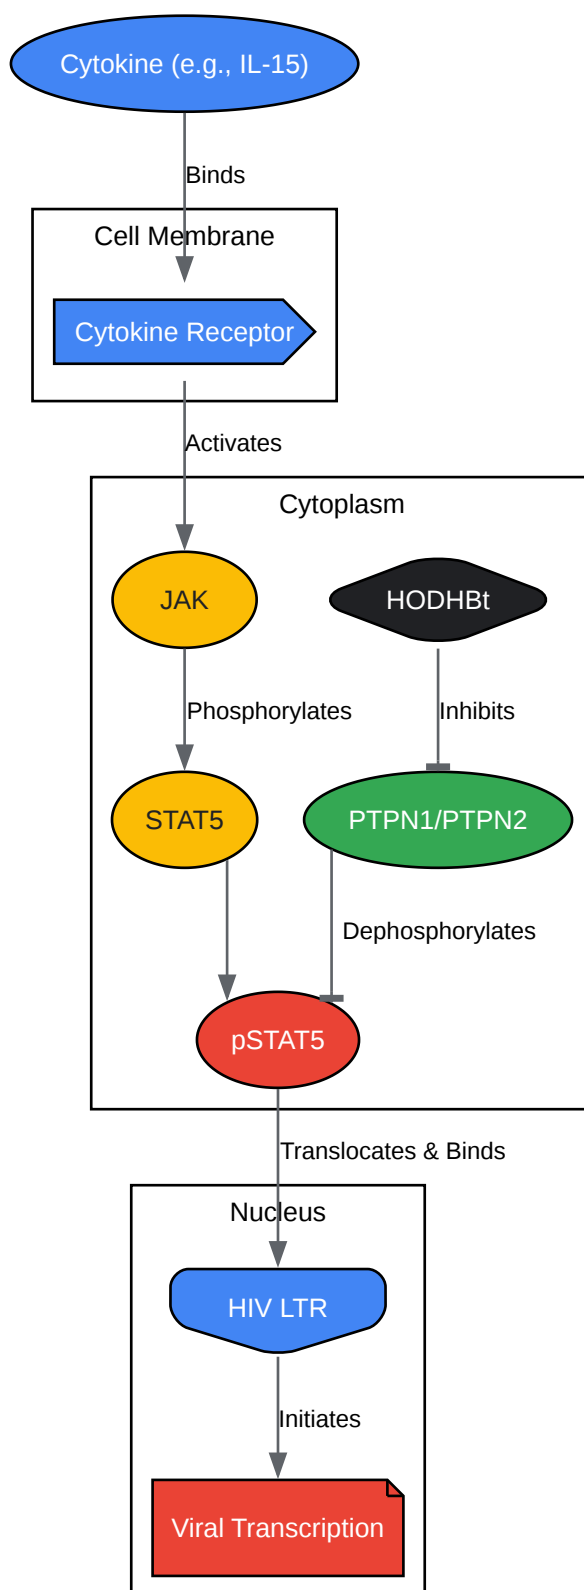 Cytokine (e.g., IL-15)
Binds
Cell Membrane
Cytokine Receptor
Activates
Cytoplasm
JAK
HODHBt
Phosphorylates
Inhibits
STAT5
PTPN1/PTPN2
Dephosphorylates
pSTAT5
Translocates & Binds
Nucleus
HIV LTR
Initiates
Viral Transcription